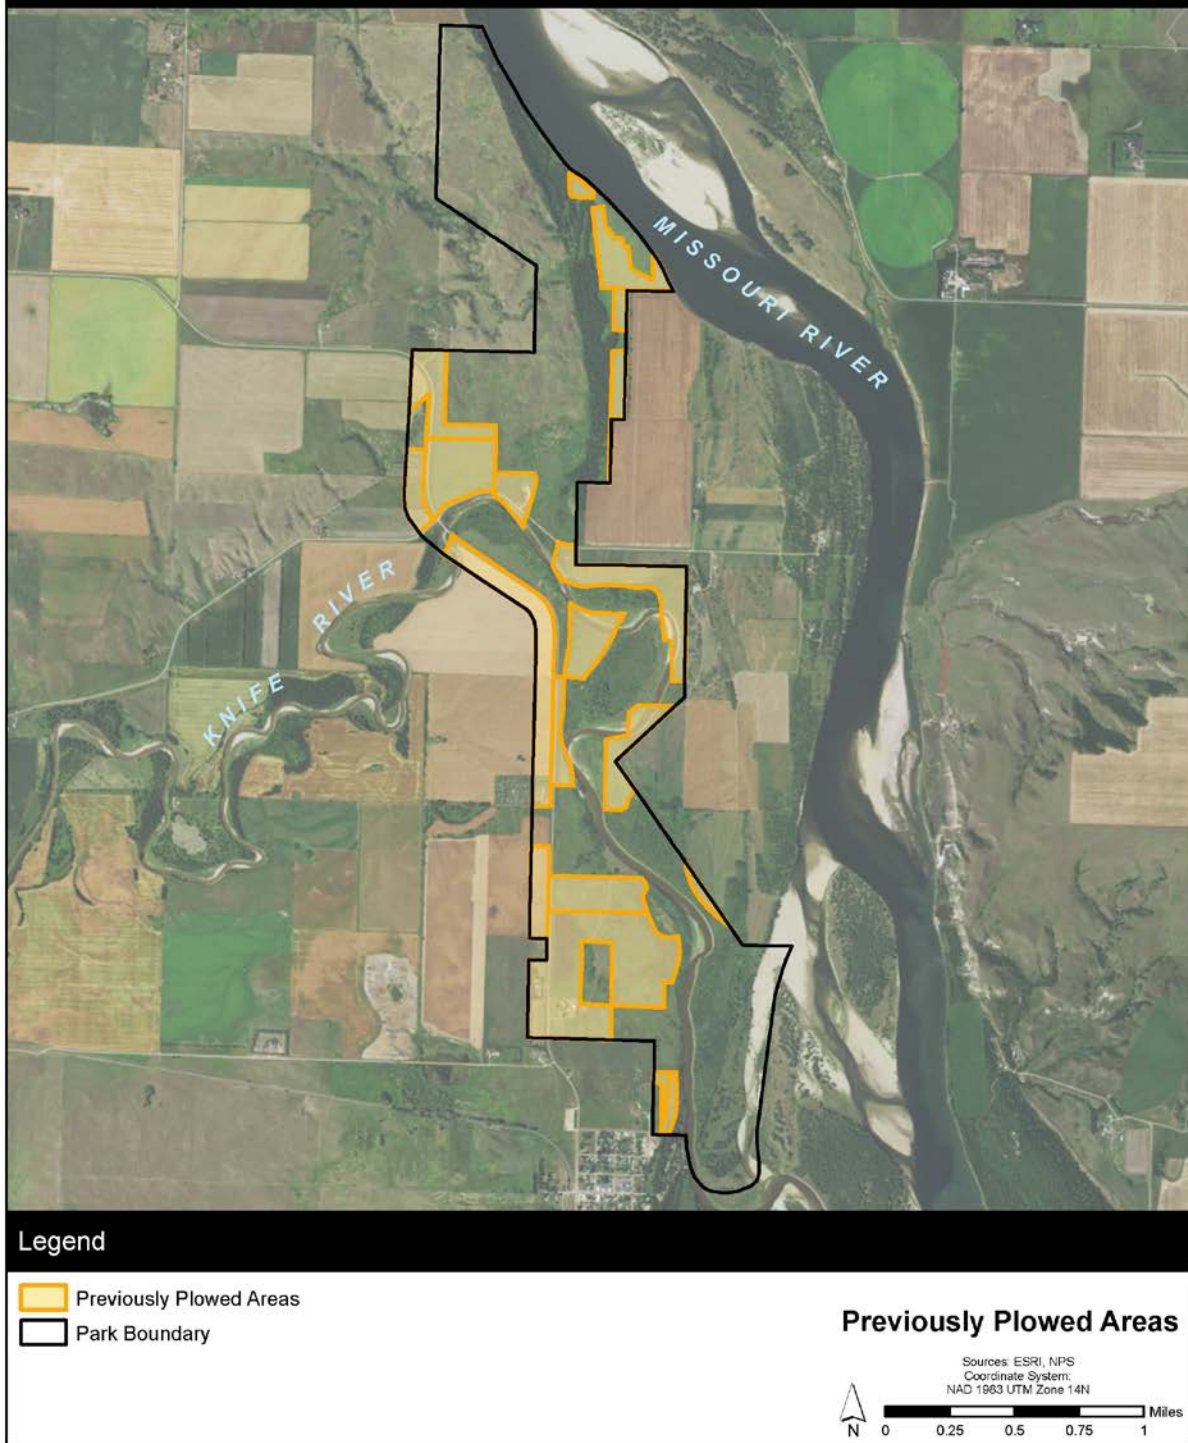 MISSOURI RIVER
KNIFE RIVER
Legend
Previously Plowed Areas
Park Boundary
Previously Plowed Areas
Sources: ESRI, NPS
Coordinate System:
NAD 1983 UTM Zone 14N
N
0 0.25 0.5 0.75 1 Miles